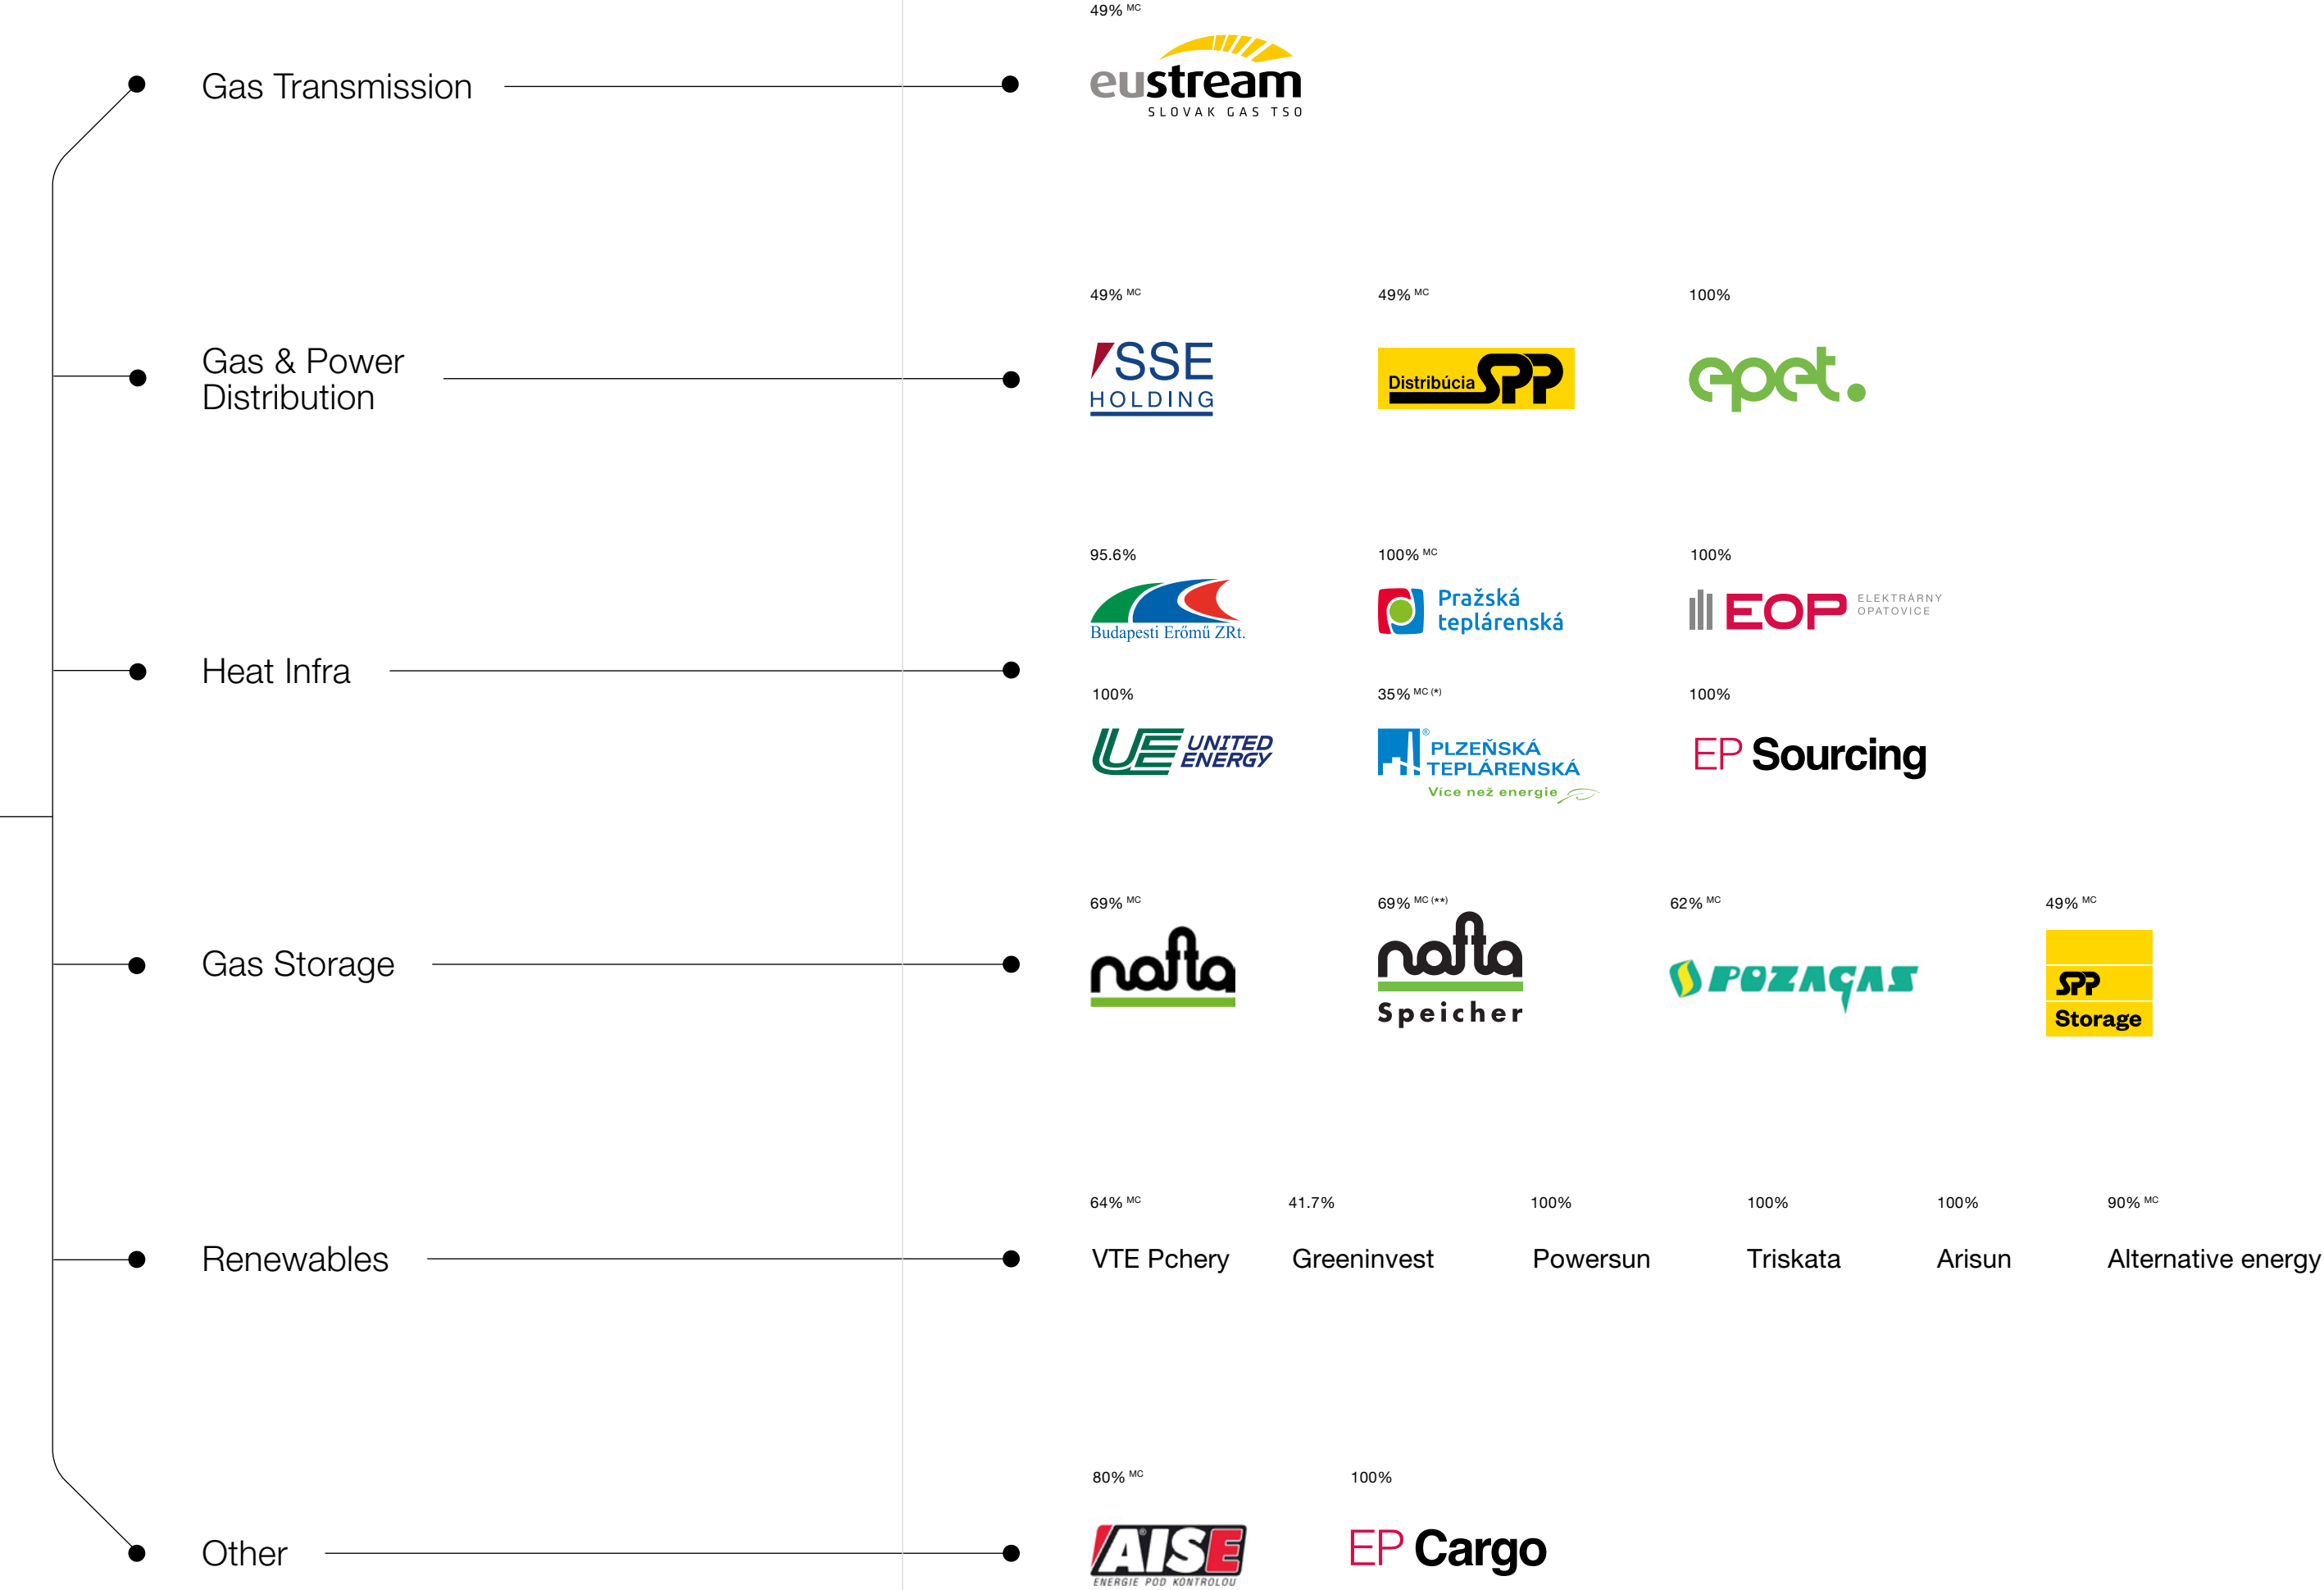 49% MC
Gas Transmission
eustream
SLOVAK GAS TSO
49% MC
49% MC
100%
Gas & Power
Distribution
SSE
HOLDING
Distribúcia SPP
epet.
95.6%
100% MC
100%
Budapesti Erőmű ZRt.
Pražská
teplárenská
EOP
ELEKTRÁRNY
OPATOVICE
Heat Infra
100%
35% MC (*)
100%
UE UNITED
ENERGY
®
PLZEŇSKÁ
TEPLÁRENSKÁ
Více než energie
EP Sourcing
69% MC
69% MC (**)
62% MC
49% MC
Gas Storage
nafta
nafta
Speicher
POZAGAS
SPP
Storage
64% MC
41.7%
100%
100%
100%
90% MC
Renewables
VTE Pchery
Greeninvest
Powersun
Triskata
Arisun
Alternative energy
80% MC
100%
Other
AISE
®
ENERGIE POD KONTROLOU
EP Cargo